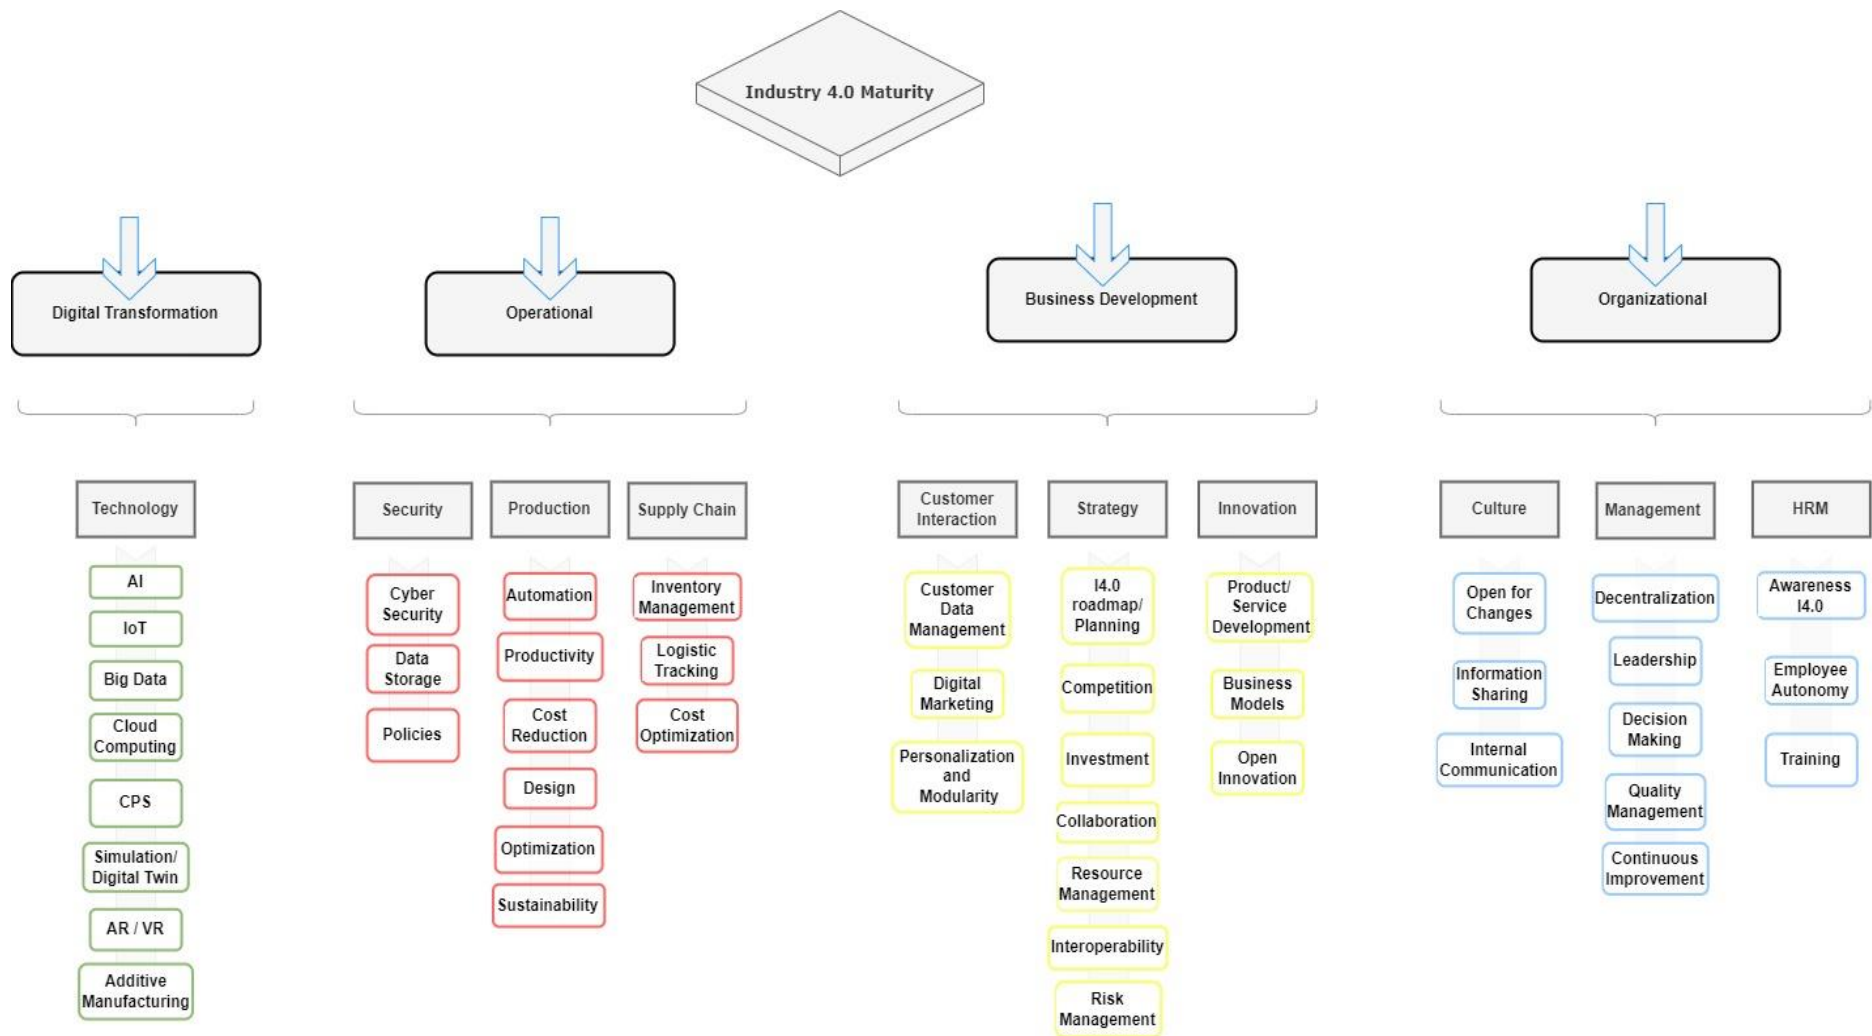 Industry 4.0 Maturity
Digital Transformation
Operational
Business Development
Organizational
Technology
AI
IoT
Big Data
Cloud
Computing
CPS
Simulation/
Digital Twin
AR / VR
Additive
Manufacturing
Security
Cyber
Security
Data
Storage
Policies
Production
Automation
Productivity
Cost
Reduction
Design
Optimization
Sustainability
Supply Chain
Inventory
Management
Logistic
Tracking
Cost
Optimization
Customer
Interaction
Customer
Data
Management
Digital
Marketing
Personalization
and
Modularity
Strategy
I4.0
roadmap/
Planning
Competition
Investment
Collaboration
Resource
Management
Interoperability
Risk
Management
Innovation
Product/
Service
Development
Business
Models
Open
Innovation
Culture
Open for
Changes
Information
Sharing
Internal
Communication
Management
Decentralization
Leadership
Decision
Making
Quality
Management
Continuous
Improvement
HRM
Awareness
I4.0
Employee
Autonomy
Training